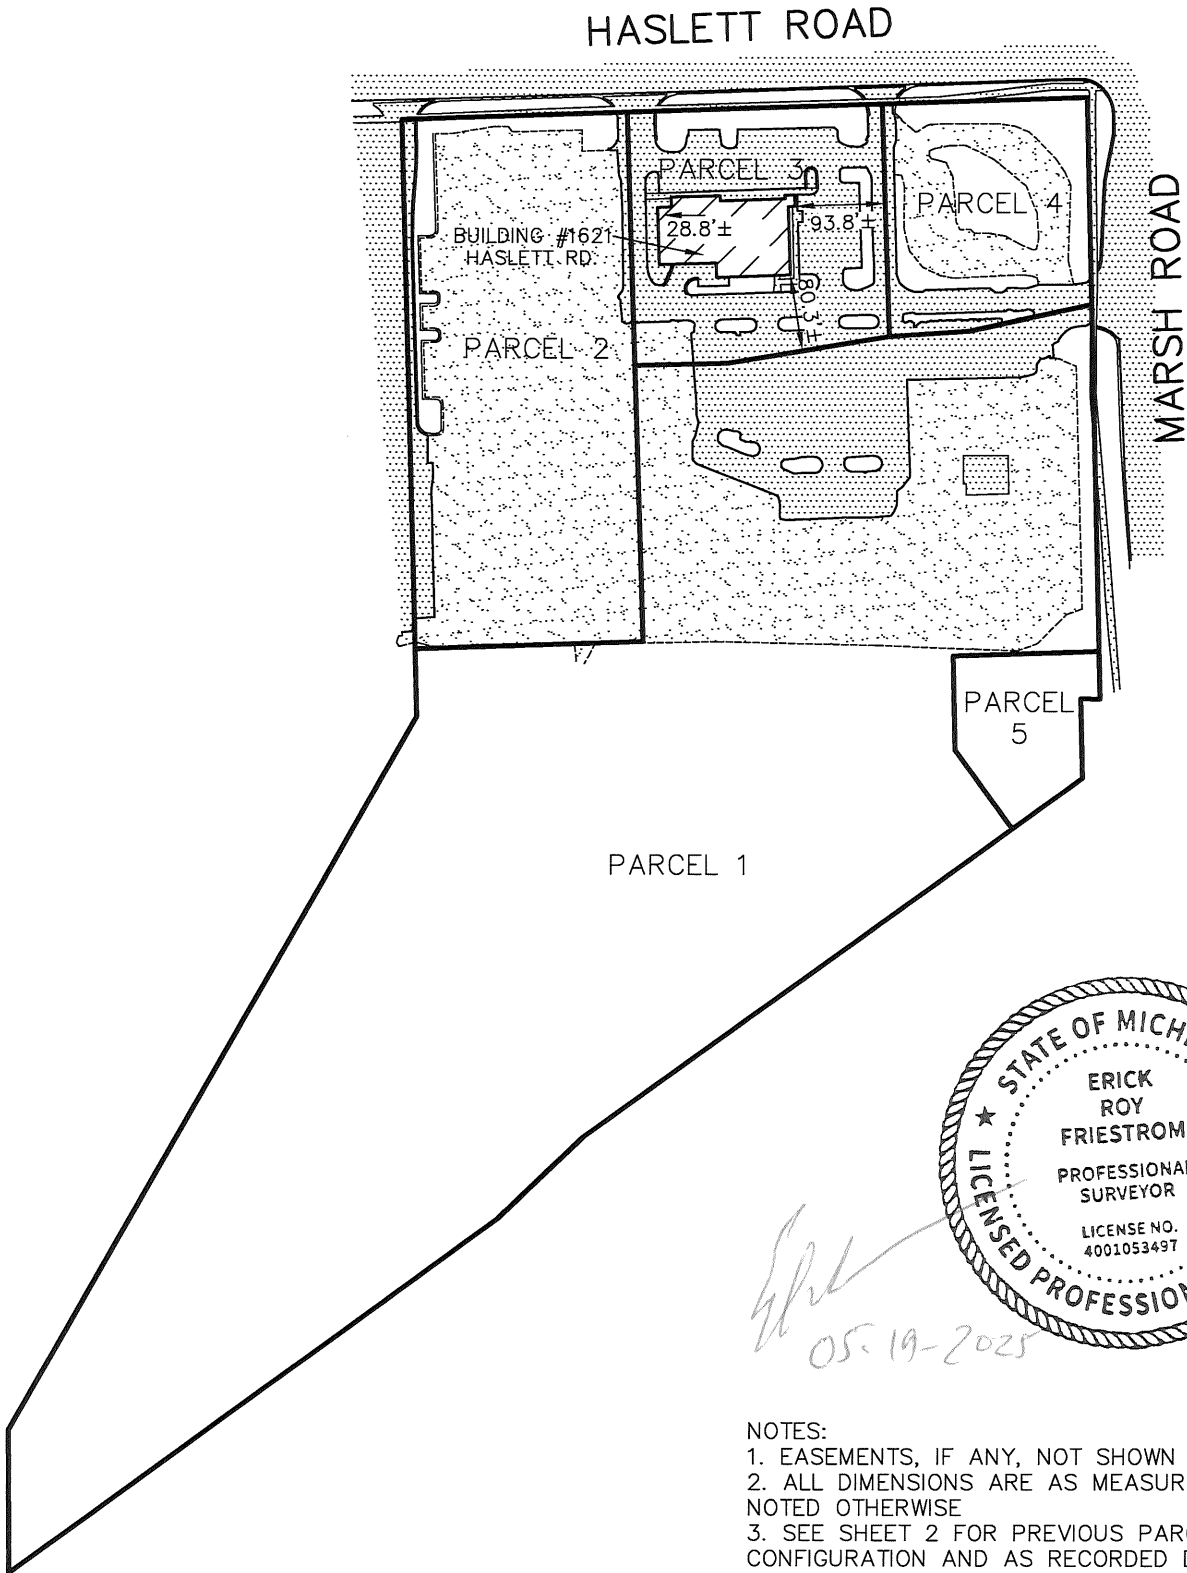 HASLETT ROAD
PARCEL 3
PARCEL 4
MARSH ROAD
28.8'±
93.8'±
BUILDING #1621
HASLETT RD.
80.3'±
PARCEL 2
PARCEL
5
PARCEL 1
STATE OF MICH
ERICK
ROY
FRIESTROM
PROFESSIONAL
SURVEYOR
LICENSE NO.
4001053497
LICENSED PROFESSION
05-19-2025
NOTES:
1. EASEMENTS, IF ANY, NOT SHOWN
2. ALL DIMENSIONS ARE AS MEASUR
NOTED OTHERWISE
3. SEE SHEET 2 FOR PREVIOUS PAR
CONFIGURATION AND AS RECORDED